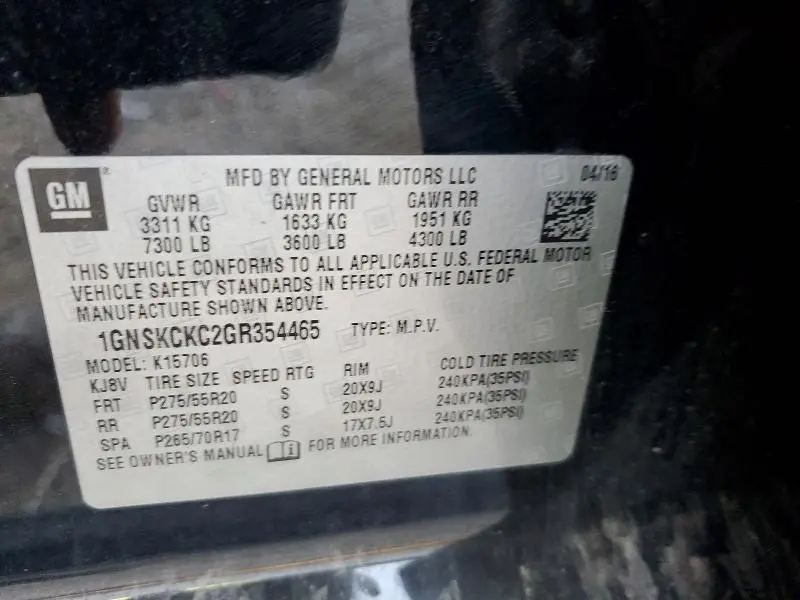 GM ® MFD BY GENERAL MOTORS LLC 04/16
GVWR GAWR FRT GAWR RR
3311 KG 1633 KG 1951 KG
7300 LB 3600 LB 4300 LB
THIS VEHICLE CONFORMS TO ALL APPLICABLE U.S. FEDERAL MOTOR
VEHICLE SAFETY STANDARDS IN EFFECT ON THE DATE OF
MANUFACTURE SHOWN ABOVE.
1GNSKCKC2GR354465 TYPE: M.P.V.
MODEL: K15706
KJ8V TIRE SIZE SPEED RTG RIM COLD TIRE PRESSURE
FRT P275/55R20 S 20X9J 240KPA(35PSI)
RR P275/55R20 S 20X9J 240KPA(35PSI)
SPA P265/70R17 S 17X7.5J 240KPA(35PSI)
SEE OWNER'S MANUAL i FOR MORE INFORMATION.